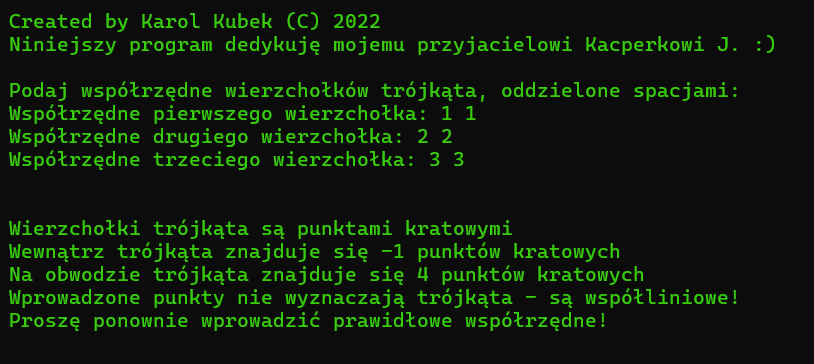 Created by Karol Kubek (C) 2022
Niniejszy program dedykuję mojemu przyjacielowi Kacperkowi J. :)
Podaj współrzędne wierzchołków trójkąta, oddzielone spacjami:
Współrzędne pierwszego wierzchołka: 1 1
Współrzędne drugiego wierzchołka: 2 2
Współrzędne trzeciego wierzchołka: 3 3
Wierzchołki trójkąta są punktami kratowymi
Wewnątrz trójkąta znajduje się -1 punktów kratowych
Na obwodzie trójkąta znajduje się 4 punktów kratowych
Wprowadzone punkty nie wyznaczają trójkąta - są współliniowe!
Proszę ponownie wprowadzić prawidłowe współrzędne!